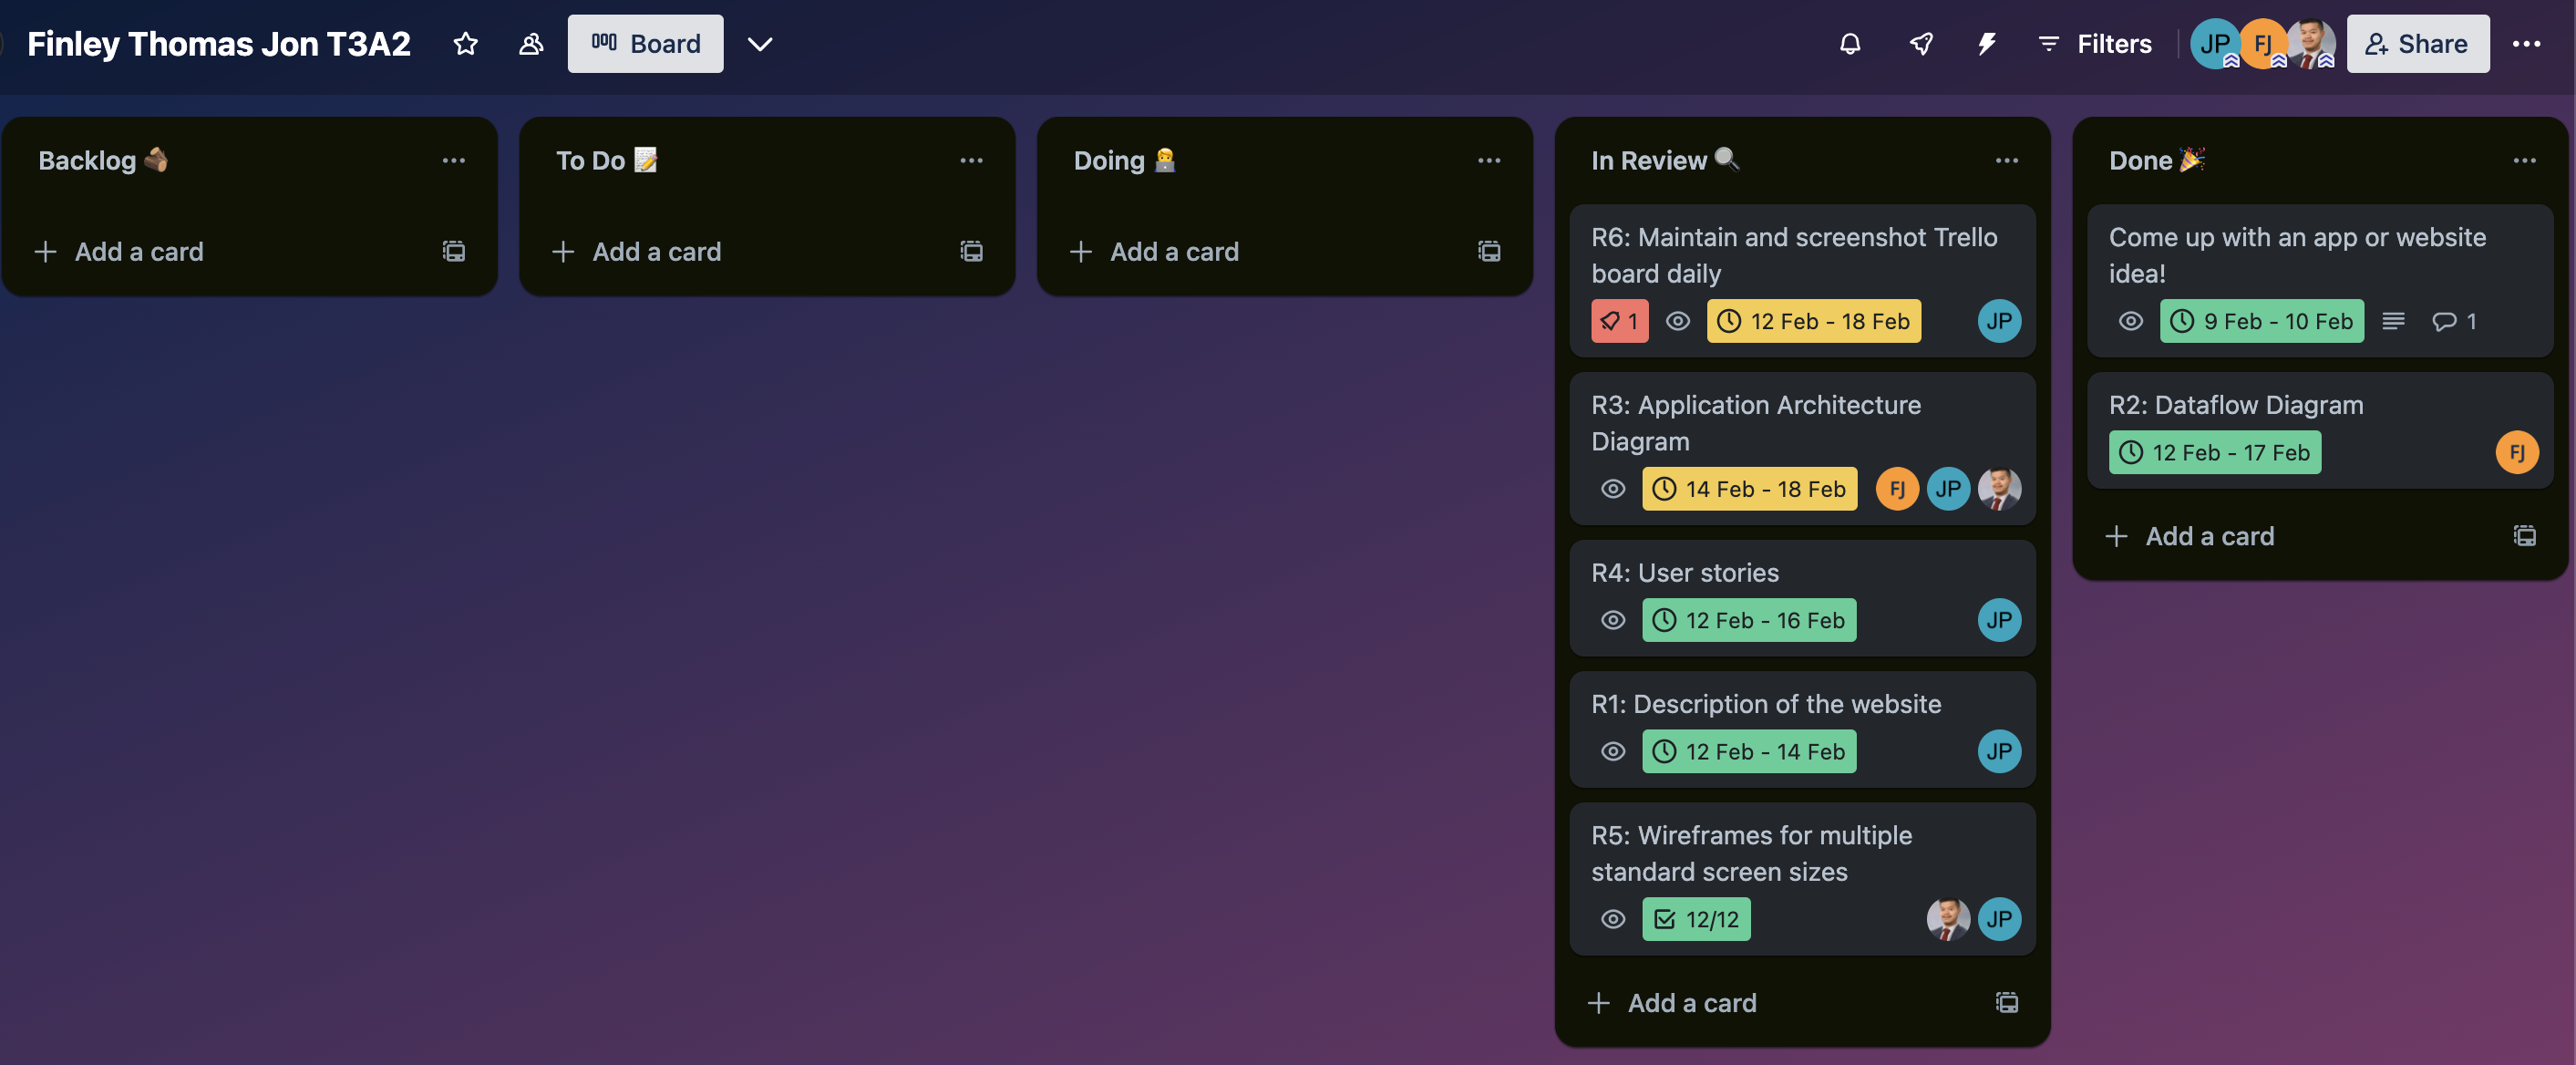 Finley Thomas Jon T3A2
Board
Filters
JP
FJ
Share
Backlog 🪵
Add a card
To Do 📝
Add a card
Doing 🧑‍💻
Add a card
In Review 🔍
R6: Maintain and screenshot Trello
board daily
1
12 Feb - 18 Feb
JP
R3: Application Architecture
Diagram
14 Feb - 18 Feb
FJ
JP
R4: User stories
12 Feb - 16 Feb
JP
R1: Description of the website
12 Feb - 14 Feb
JP
R5: Wireframes for multiple
standard screen sizes
12/12
JP
Add a card
Done 🎉
Come up with an app or website
idea!
9 Feb - 10 Feb
1
R2: Dataflow Diagram
12 Feb - 17 Feb
FJ
Add a card